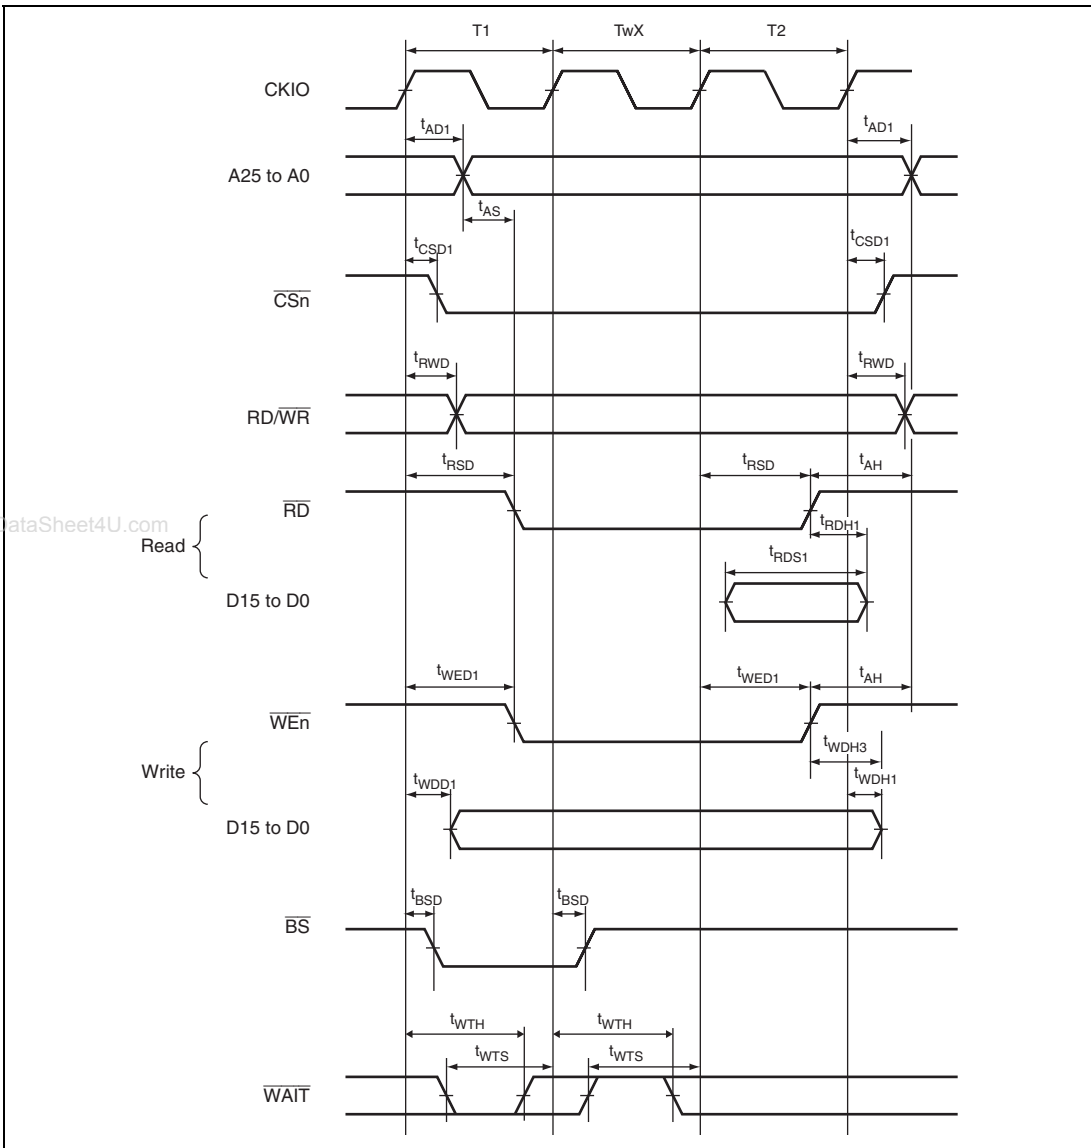 T1 TwX T2
CKIO
tAD1 tAD1
A25 to A0
tAS
tCSD1 tCSD1
CSn
tRWD tRWD
RD/WR
tRSD tRSD tAH
RD
tRDH1
DataSheet4U.com
Read
tRDS1
D15 to D0
tWED1 tWED1 tAH
WEn
tWDH3
Write
tWDD1 tWDH1
D15 to D0
tBSD tBSD
BS
tWTH tWTH
tWTS tWTS
WAIT